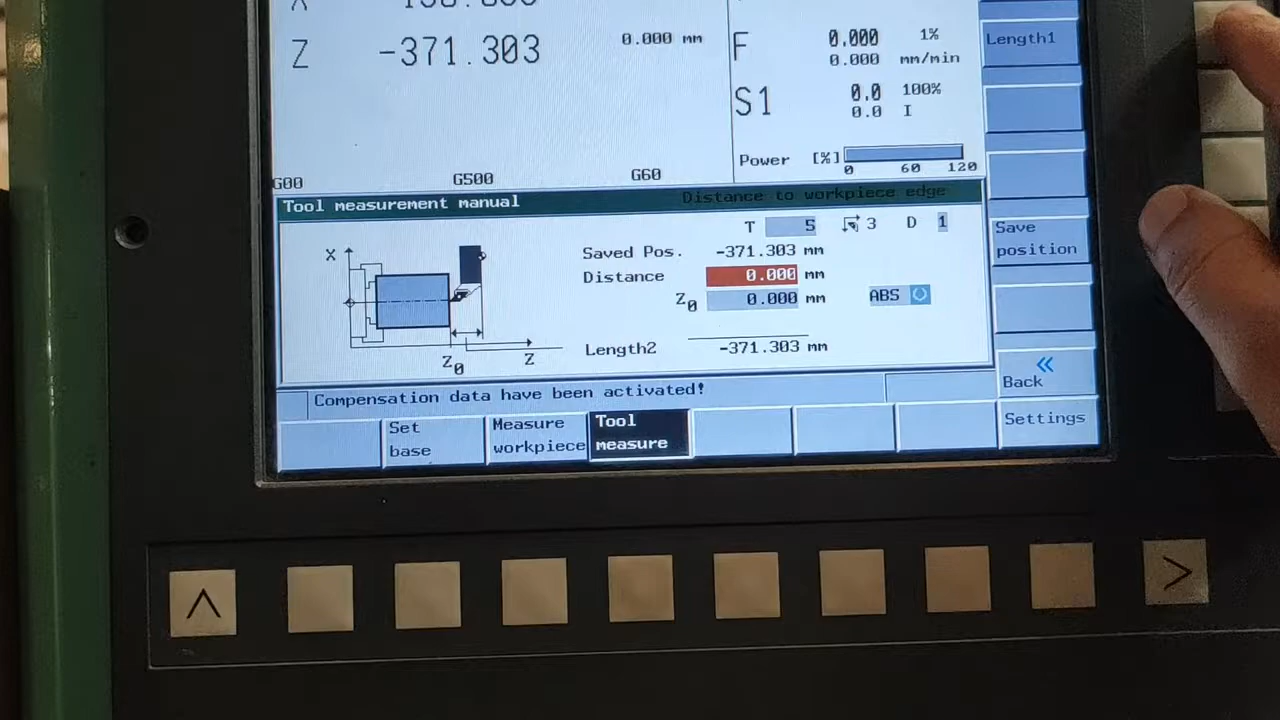 Z -371.303 0.000 mm
F 0.000 1%
0.000 mm/min
S1 0.0 100%
0.0 I
Power [%] 0 60 120
G00 G500 G60
Length1
Save
position
Back
Settings
Tool measurement manual Distance to workpiece edge
T 5 3 D 1
Saved Pos. -371.303 mm
Distance 0.000 mm
Z0 0.000 mm ABS
Length2 -371.303 mm
X
Z0 Z
Compensation data have been activated!
Set
base
Measure
workpiece
Tool
measure